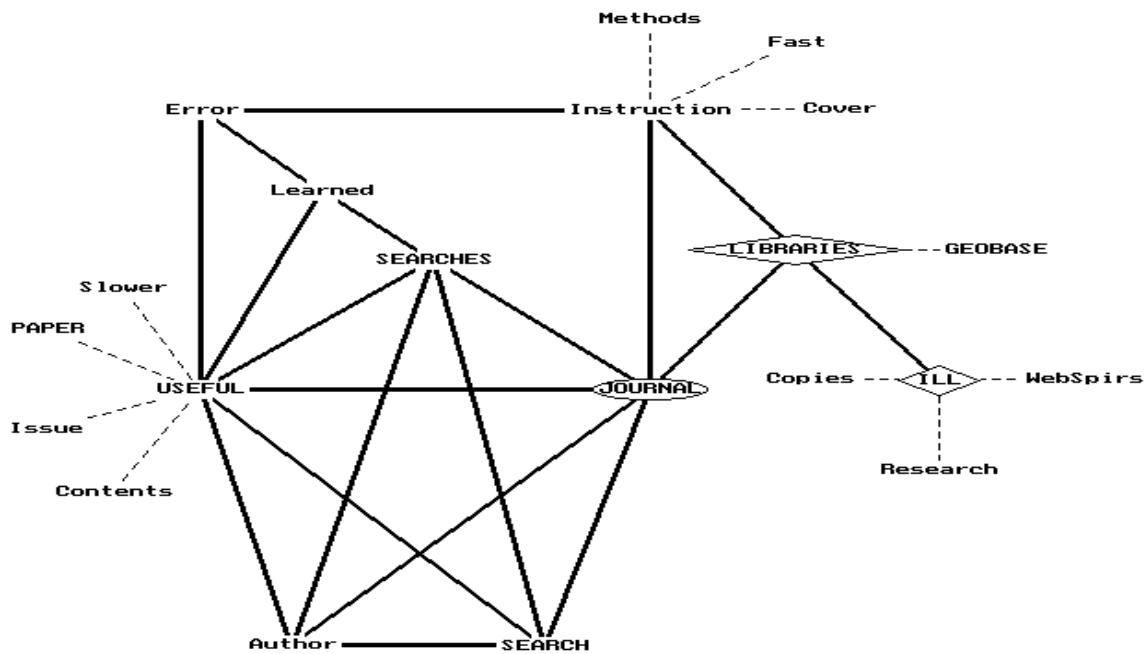 Methods
Fast
Error
Instruction
Cover
Learned
LIBRARIES
GEOBASE
SEARCHES
Slower
PAPER
USEFUL
JOURNAL
Copies
ILL
WebSpirs
Issue
Research
Contents
Author
SEARCH